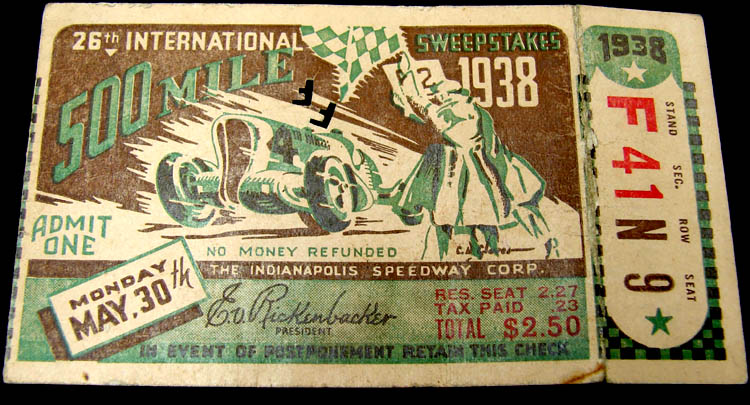 26th INTERNATIONAL SWEEPSTAKES
500 MILE
1938
2
4
ADMIT ONE
NO MONEY REFUNDED
THE INDIANAPOLIS SPEEDWAY CORP.
MONDAY
MAY, 30th
E.V. Rickenbacker
PRESIDENT
RES. SEAT 2.27
TAX PAID 23
TOTAL $2.50
IN EVENT OF POSTPONEMENT RETAIN THIS CHECK
1938
F STAND
41 SEC.
N ROW
9 SEAT